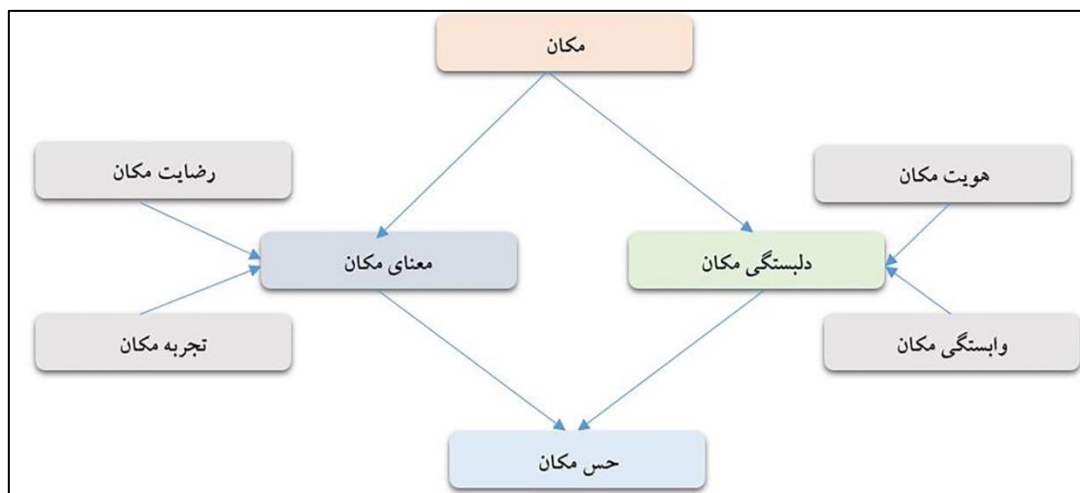 مکان
هویت مکان
رضایت مکان
دلبستگی مکان
معنای مکان
وابستگی مکان
تجربه مکان
حس مکان